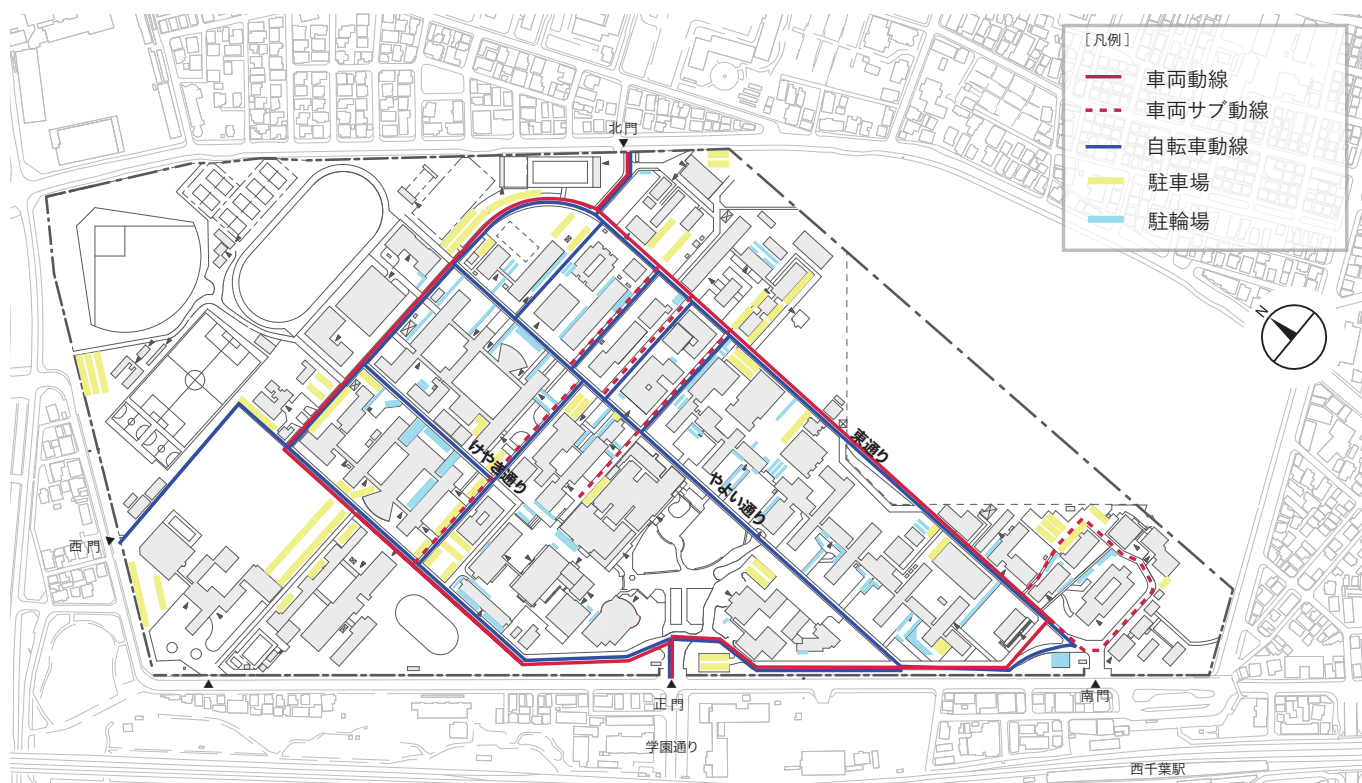 [凡例]
車両動線
車両サブ動線
自転車動線
駐車場
駐輪場
北門
N
東通り
けやき通り
やよい通り
西門
正門
南門
学園通り
西千葉駅